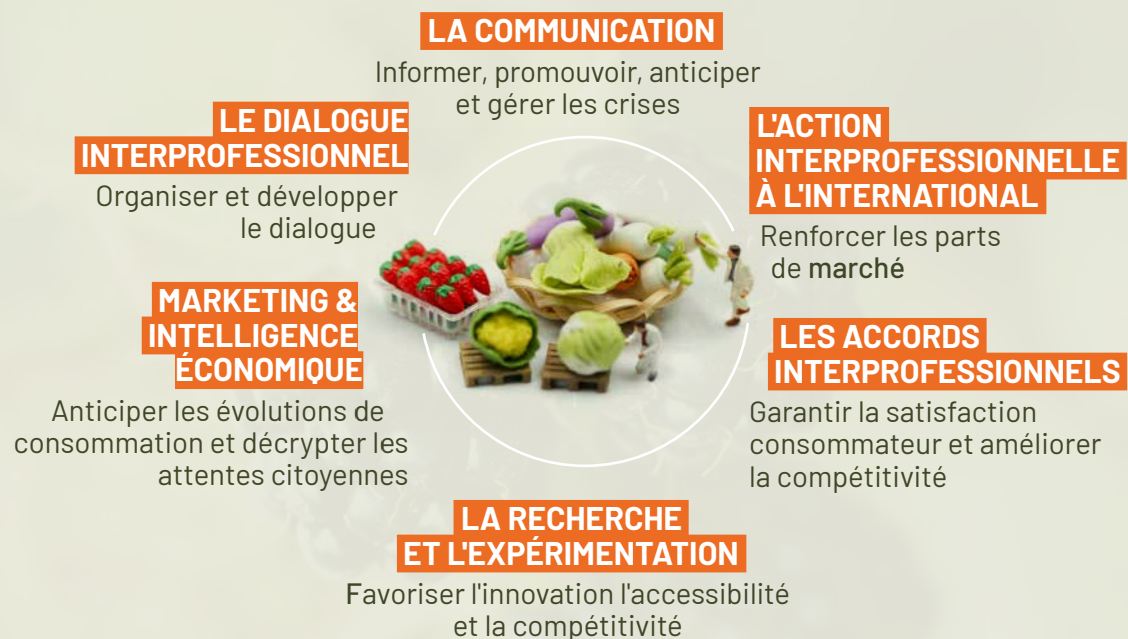 LA COMMUNICATION
Informer, promouvoir, anticiper
et gérer les crises
LE DIALOGUE
INTERPROFESSIONNEL
Organiser et développer
le dialogue
L'ACTION
INTERPROFESSIONNELLE
À L'INTERNATIONAL
Renforcer les parts
de marché
MARKETING &
INTELLIGENCE
ÉCONOMIQUE
Anticiper les évolutions de
consommation et décrypter les
attentes citoyennes
LES ACCORDS
INTERPROFESSIONNELS
Garantir la satisfaction
consommateur et améliorer
la compétitivité
LA RECHERCHE
ET L'EXPÉRIMENTATION
Favoriser l'innovation l'accessibilité
et la compétitivité